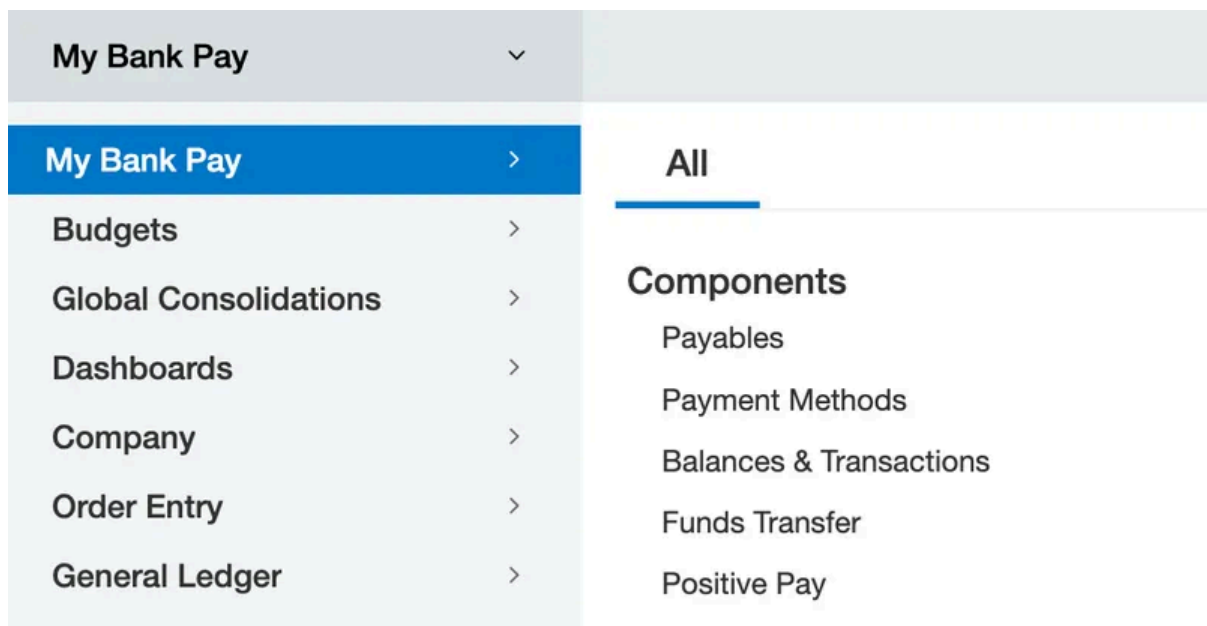 My Bank Pay
My Bank Pay
Budgets
Global Consolidations
Dashboards
Company
Order Entry
General Ledger
All
Components
Payables
Payment Methods
Balances & Transactions
Funds Transfer
Positive Pay